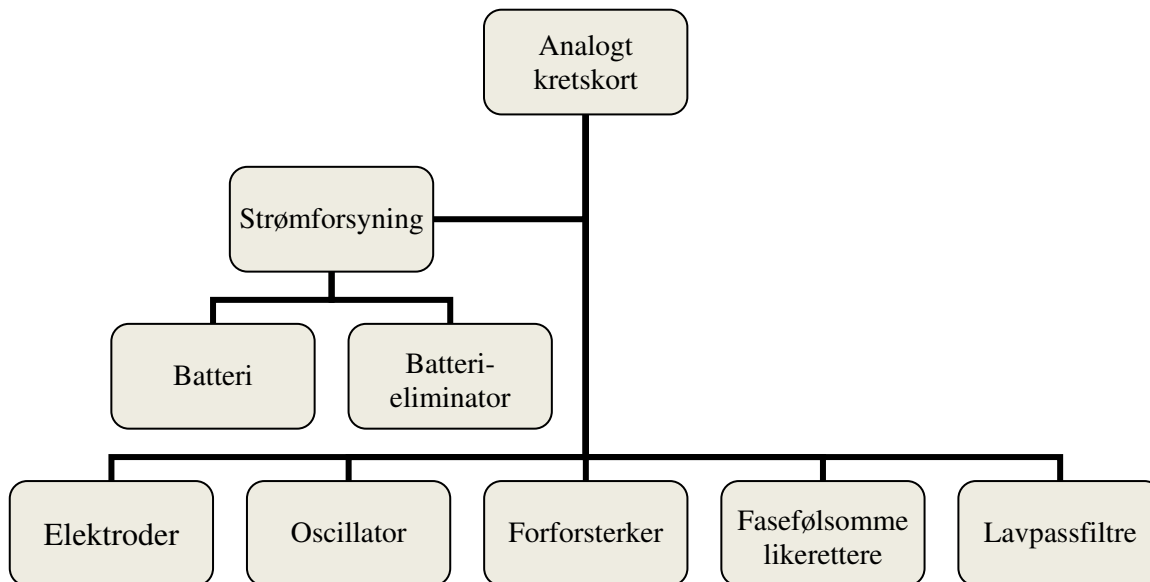 Analogt
kretskort
Strømforsyning
Batteri
Batteri-
eliminator
Elektroder
Oscillator
Forforsterker
Fasefølsomme
likerettere
Lavpassfiltre